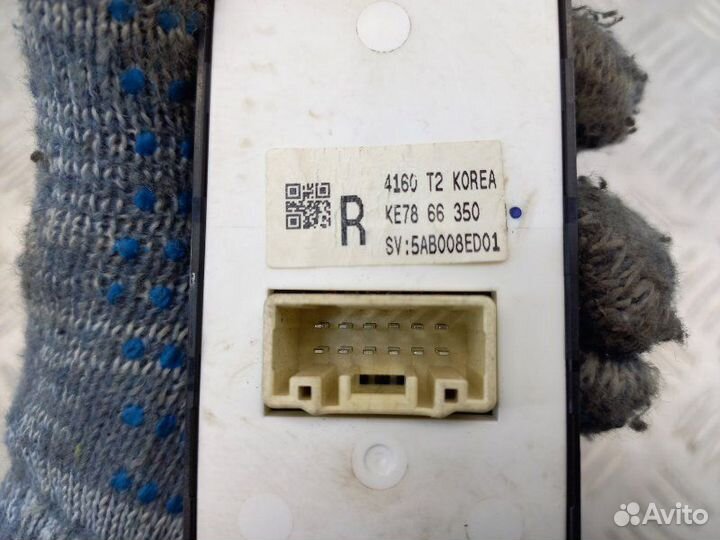 4160 T2 KOREA
R KE78 66 350
SV:5AB008ED01
Avito